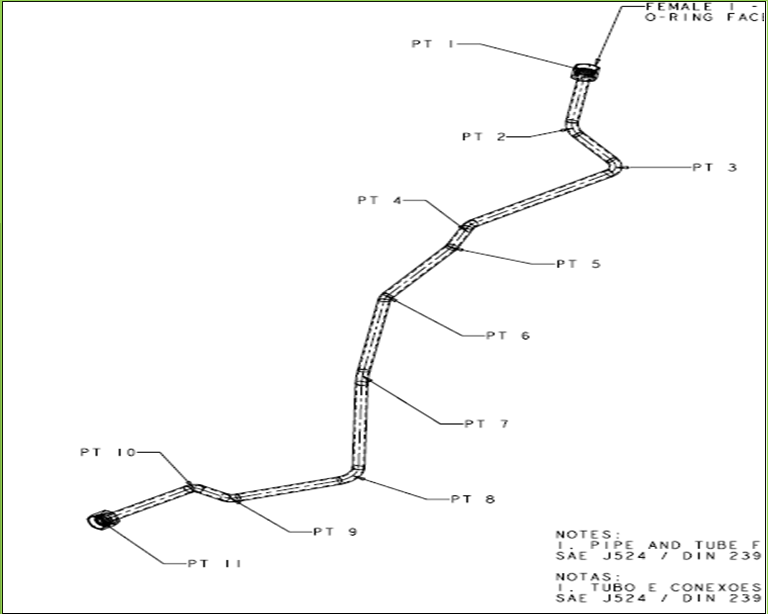 FEMALE 1 -
O-RING FACE
PT 1
PT 2
PT 3
PT 4
PT 5
PT 6
PT 7
PT 10
PT 8
PT 9
PT 11
NOTES:
1. PIPE AND TUBE F
SAE J524 / DIN 239
NOTAS:
1. TUBO E CONEXOES
SAE J524 / DIN 239